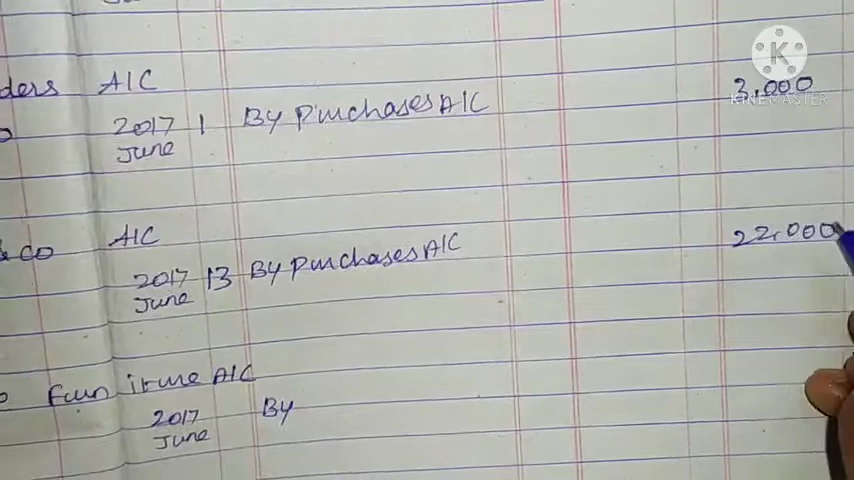 ders A/C
3,000
KINEMASTER
2017 1 By Purchases A/C
June
& co A/C
22,000
2017 13 By Purchases A/C
June
Furniture A/C
2017 By
June